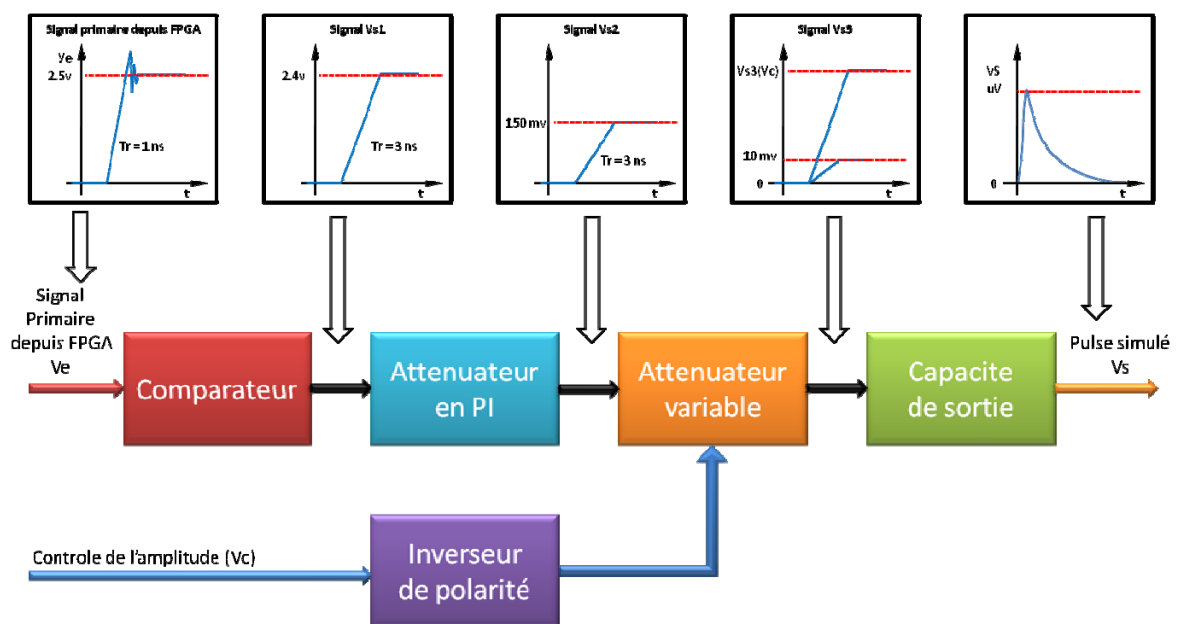 Signal primaire depuis FPGA
Ve
2.5v
Tr = 1 ns
t
Signal Vs1
2.4v
Tr = 3 ns
t
Signal Vs2
150 mv
Tr = 3 ns
t
Signal Vs3
Vs3(Vc)
10 mv
0
t
VS
uV
0
t
Signal
Primaire
depuis FPGA
Ve
Comparateur
Attenuateur
en PI
Attenuateur
variable
Capacite
de sortie
Pulse simulé
Vs
Controle de l'amplitude (Vc)
Inverseur
de polarité